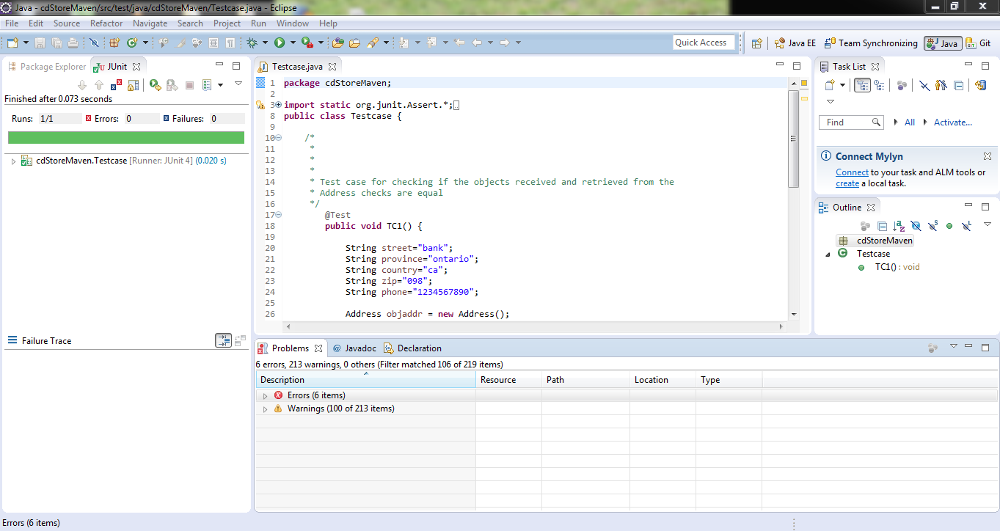 Java - cdStoreMaven/src/test/java/cdStoreMaven/Testcase.java - Eclipse
File Edit Source Refactor Navigate Search Project Run Window Help
Quick Access Java EE Team Synchronizing Java Git
Package Explorer JUnit
Finished after 0.073 seconds
Runs: 1/1 Errors: 0 Failures: 0
cdStoreMaven.Testcase [Runner: JUnit 4] (0.020 s)
Failure Trace
Testcase.java
1 package cdStoreMaven;
2
3 import static org.junit.Assert.*;
8 public class Testcase {
9
10 /*
11 *
12 *
13 *
14 * Test case for checking if the objects received and retrieved from the
15 * Address checks are equal
16 */
17 @Test
18 public void TC1() {
19
20 String street="bank";
21 String province="ontario";
22 String country="ca";
23 String zip="098";
24 String phone="1234567890";
25
26 Address objaddr = new Address();
Task List
Find All Activate...
Connect Mylyn
Connect to your task and ALM tools or
create a local task.
Outline
cdStoreMaven
Testcase
TC1() : void
Problems @ Javadoc Declaration
6 errors, 213 warnings, 0 others (Filter matched 106 of 219 items)
Description Resource Path Location Type
Errors (6 items)
Warnings (100 of 213 items)
Errors (6 items)